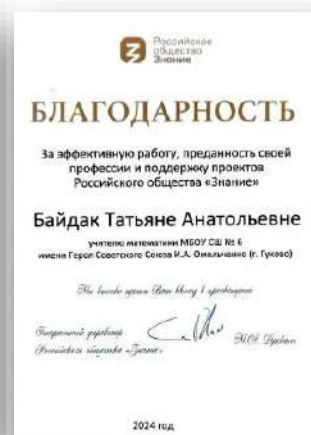 Российское
общество
Знание
БЛАГОДАРНОСТЬ
За эффективную работу, преданность своей
профессии и поддержку проектов
Российского общества «Знание»
Байдак Татьяне Анатольевне
учителю математики МБОУ СШ № 6
имени Героя Советского Союза И.А. Омельченко (г. Гуково)
Мы высоко ценим Ваш вклад в просвещение
Генеральный директор
Российского общества «Знание»
2024 год